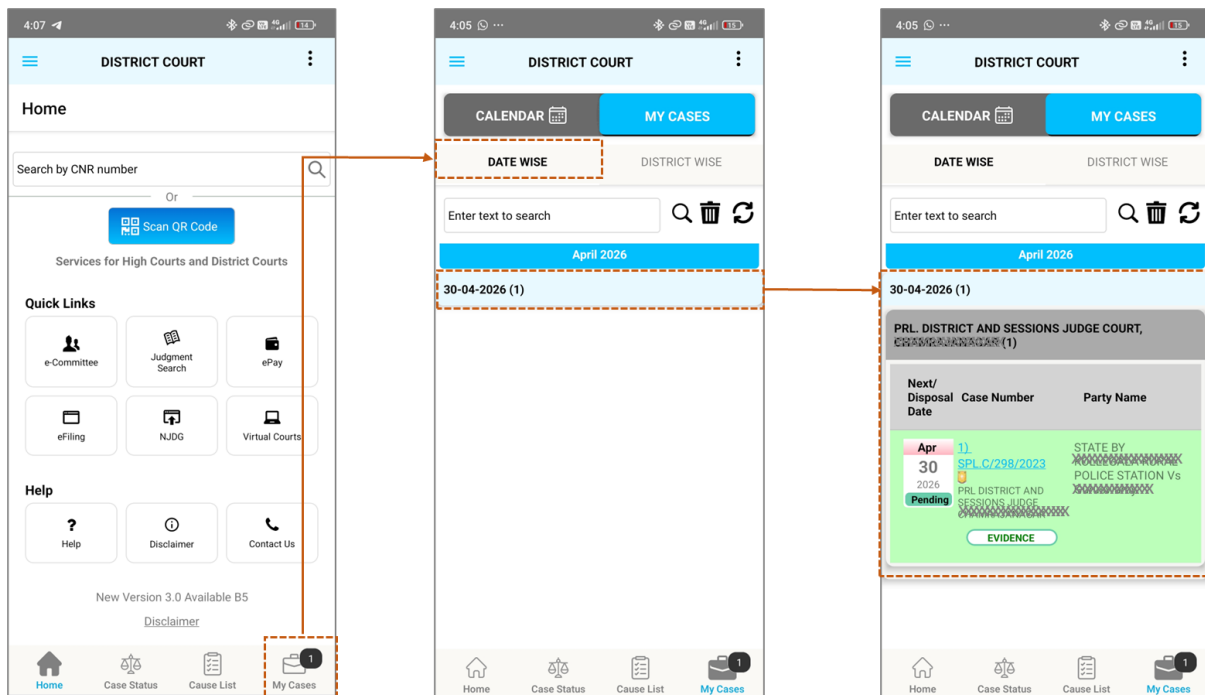 4:07
4G
14
DISTRICT COURT
Home
Search by CNR number
Or
Scan QR Code
Services for High Courts and District Courts
Quick Links
e-Committee
Judgment
Search
ePay
eFiling
NJDG
Virtual Courts
Help
Help
Disclaimer
Contact Us
New Version 3.0 Available B5
Disclaimer
1
Home
Case Status
Cause List
My Cases
4:05
4G
15
DISTRICT COURT
CALENDAR
MY CASES
DATE WISE
DISTRICT WISE
Enter text to search
April 2026
30-04-2026 (1)
1
Home
Case Status
Cause List
My Cases
4:05
4G
15
DISTRICT COURT
CALENDAR
MY CASES
DATE WISE
DISTRICT WISE
Enter text to search
April 2026
30-04-2026 (1)
PRL. DISTRICT AND SESSIONS JUDGE COURT,
(1)
Next/
Disposal
Date
Case Number
Party Name
Apr
30
2026
Pending
1)
SPL.C/298/2023
PRL DISTRICT AND
SESSIONS JUDGE
EVIDENCE
STATE BY
POLICE STATION Vs
1
Home
Case Status
Cause List
My Cases